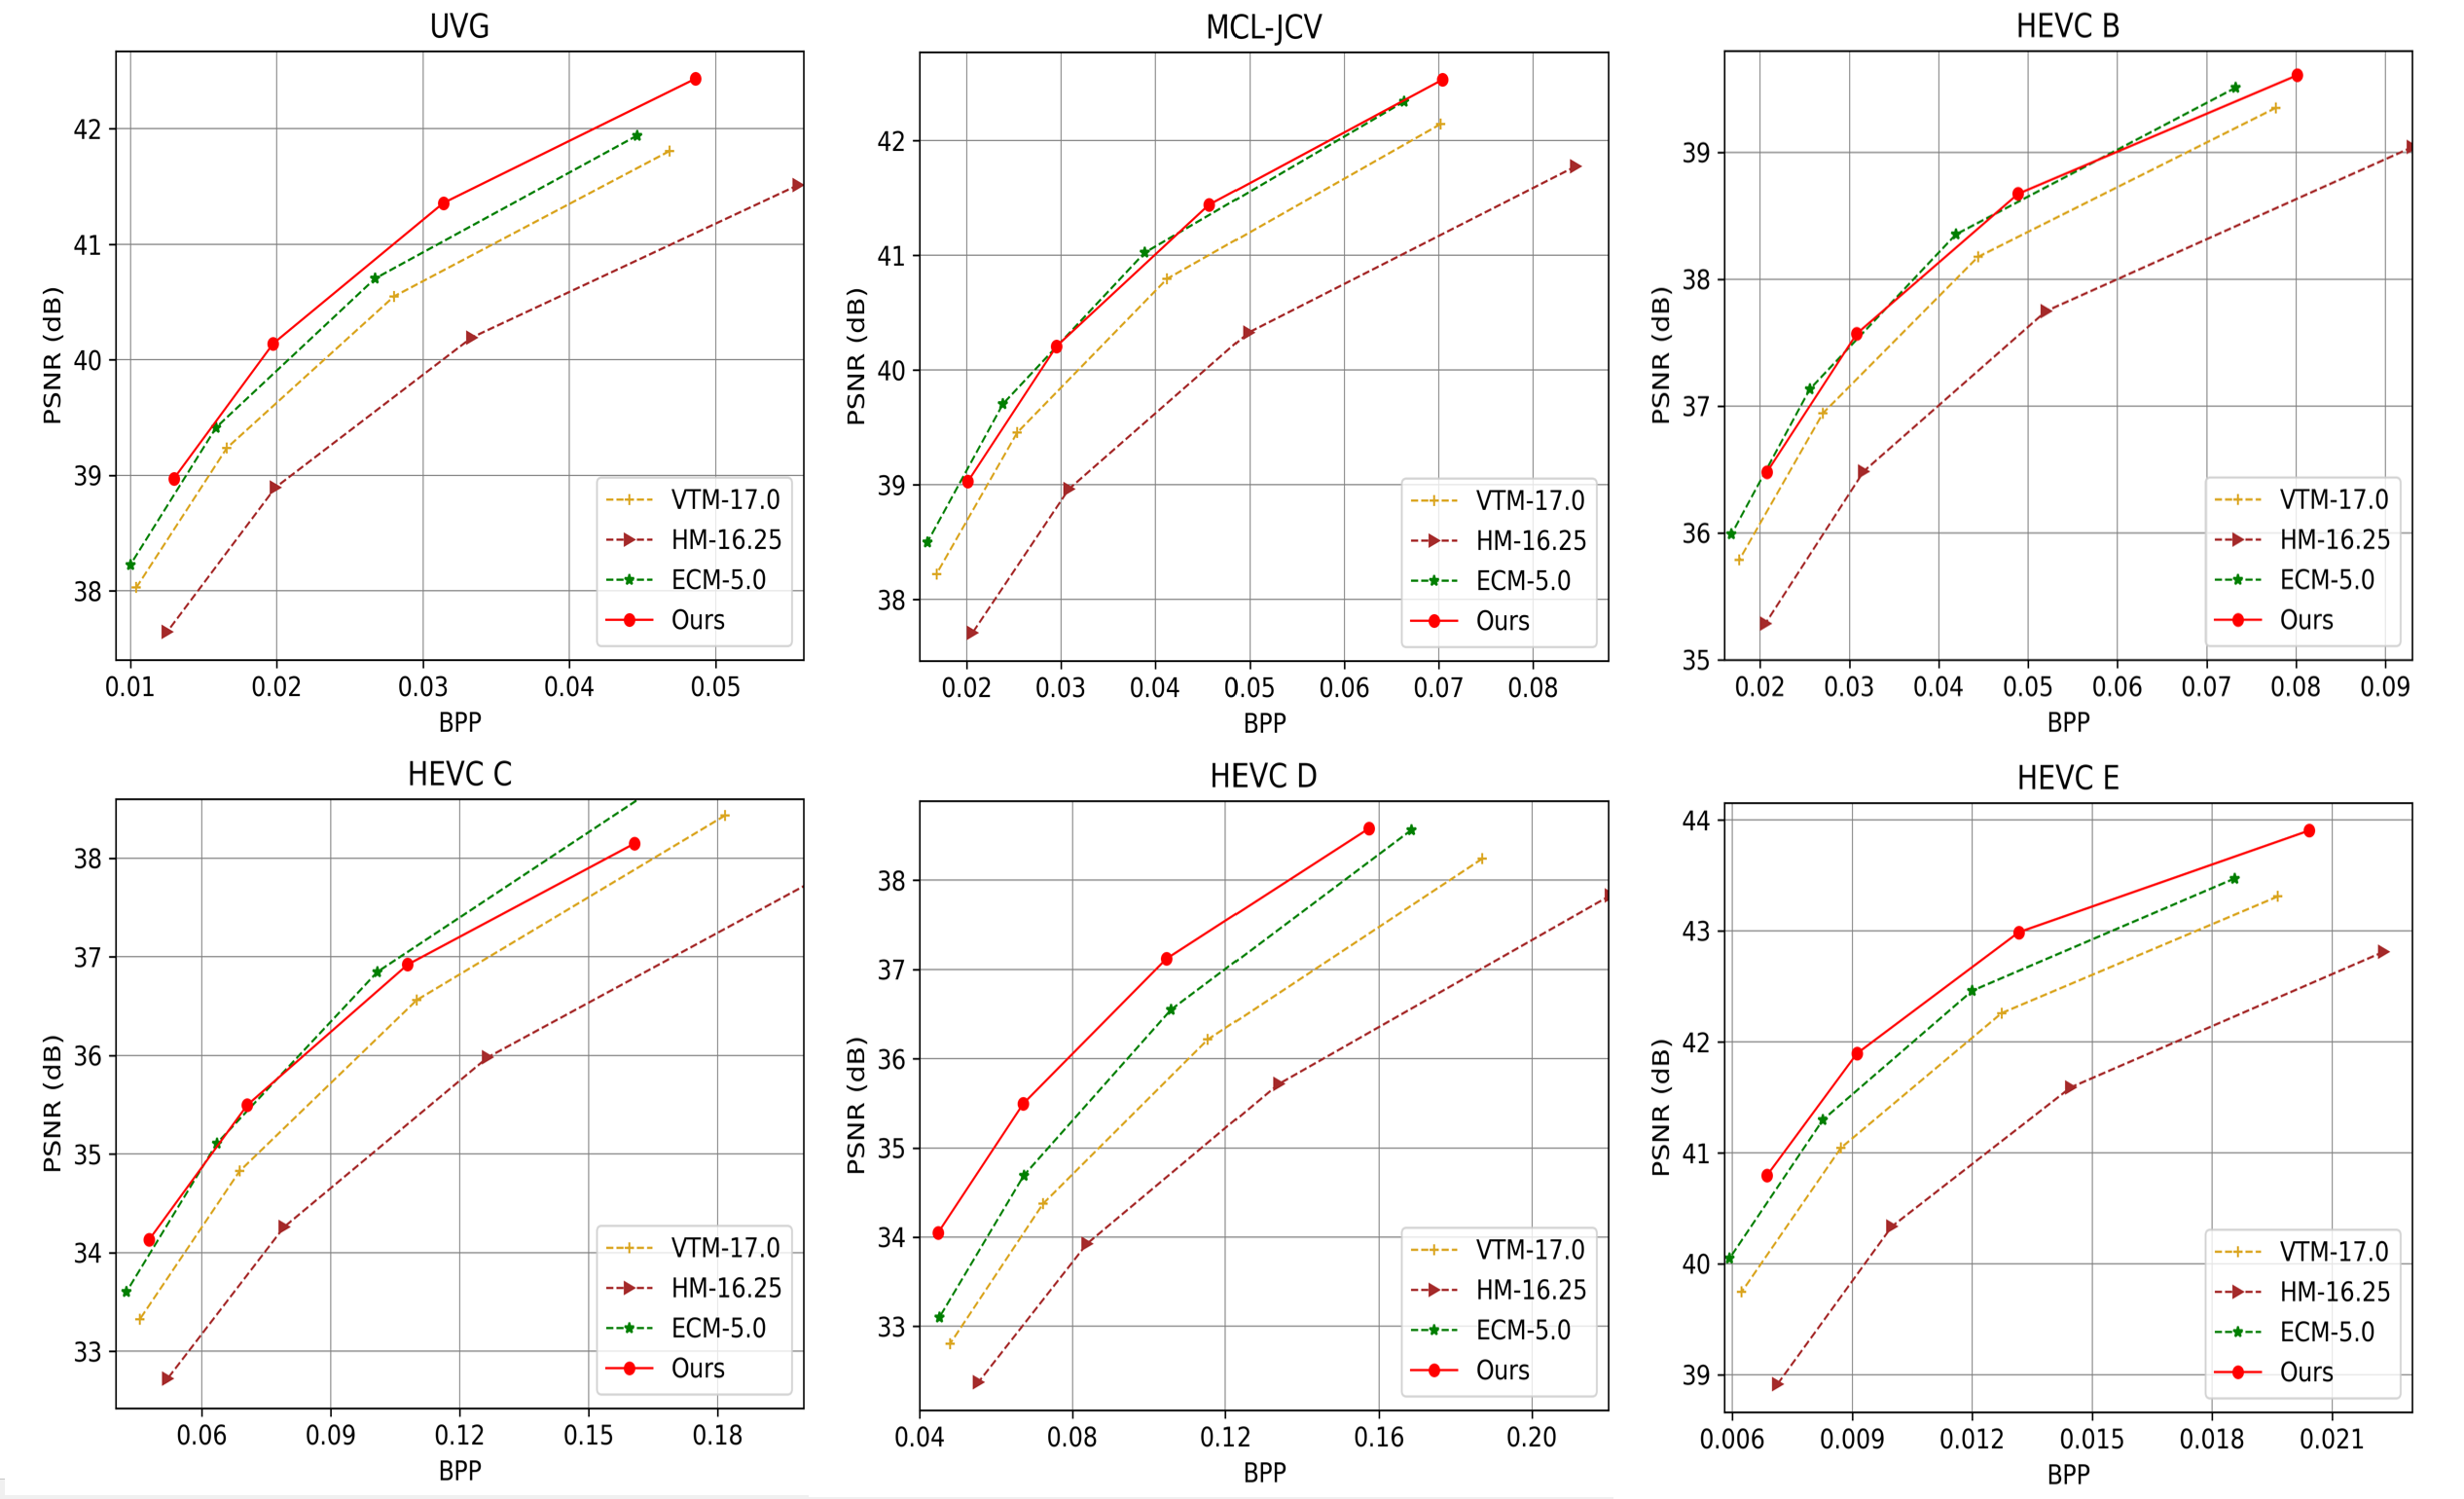 UVG
42
41
40
39
38
PSNR (dB)
VTM-17.0
HM-16.25
ECM-5.0
Ours
0.01 0.02 0.03 0.04 0.05
BPP
MCL-JCV
42
41
40
39
38
PSNR (dB)
VTM-17.0
HM-16.25
ECM-5.0
Ours
0.02 0.03 0.04 0.05 0.06 0.07 0.08
BPP
HEVC B
39
38
37
36
35
PSNR (dB)
VTM-17.0
HM-16.25
ECM-5.0
Ours
0.02 0.03 0.04 0.05 0.06 0.07 0.08 0.09
BPP
HEVC C
38
37
36
35
34
33
PSNR (dB)
VTM-17.0
HM-16.25
ECM-5.0
Ours
0.06 0.09 0.12 0.15 0.18
BPP
HEVC D
38
37
36
35
34
33
PSNR (dB)
VTM-17.0
HM-16.25
ECM-5.0
Ours
0.04 0.08 0.12 0.16 0.20
BPP
HEVC E
44
43
42
41
40
39
PSNR (dB)
VTM-17.0
HM-16.25
ECM-5.0
Ours
0.006 0.009 0.012 0.015 0.018 0.021
BPP